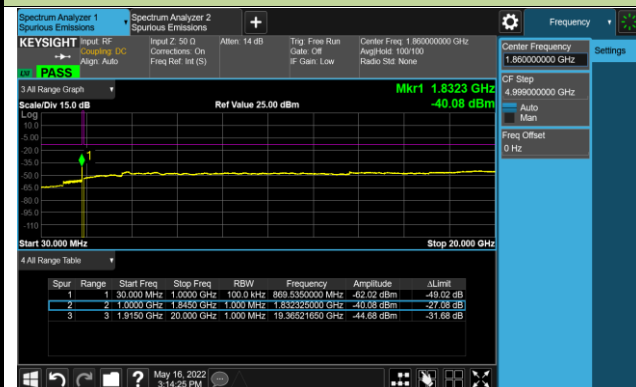 Spectrum Analyzer 1
Spurious Emissions
Spectrum Analyzer 2
Spurious Emissions
+
Frequency
KEYSIGHT
Input: RF
Coupling: DC
Align: Auto
Input Z: 50 Ω
Corrections: On
Freq Ref: Int (S)
Atten: 14 dB
Trig: Free Run
Gate: Off
IF Gain: Low
Center Freq: 1.860000000 GHz
Avg|Hold: 100/100
Radio Std: None
PASS
Center Frequency
1.860000000 GHz
Settings
CF Step
4.999000000 GHz
Auto
Man
Freq Offset
0 Hz
3 All Range Graph
Mkr1 1.8323 GHz
Scale/Div 15.0 dB
Ref Value 25.00 dBm
-40.08 dBm
Log
10.0
-5.00
-20.0
-35.0
-50.0
-65.0
-80.0
-95.0
-110
1
Start 30.000 MHz
Stop 20.000 GHz
4 All Range Table
Spur Range Start Freq Stop Freq RBW Frequency Amplitude ΔLimit
1 1 30.000 MHz 1.0000 GHz 100.0 kHz 869.5350000 MHz -62.02 dBm -49.02 dB
2 2 1.0000 GHz 1.8450 GHz 1.000 MHz 1.832325000 GHz -40.08 dBm -27.08 dB
3 3 1.9150 GHz 20.000 GHz 1.000 MHz 19.36521650 GHz -44.68 dBm -31.68 dB
?
May 16, 2022
3:14:25 PM